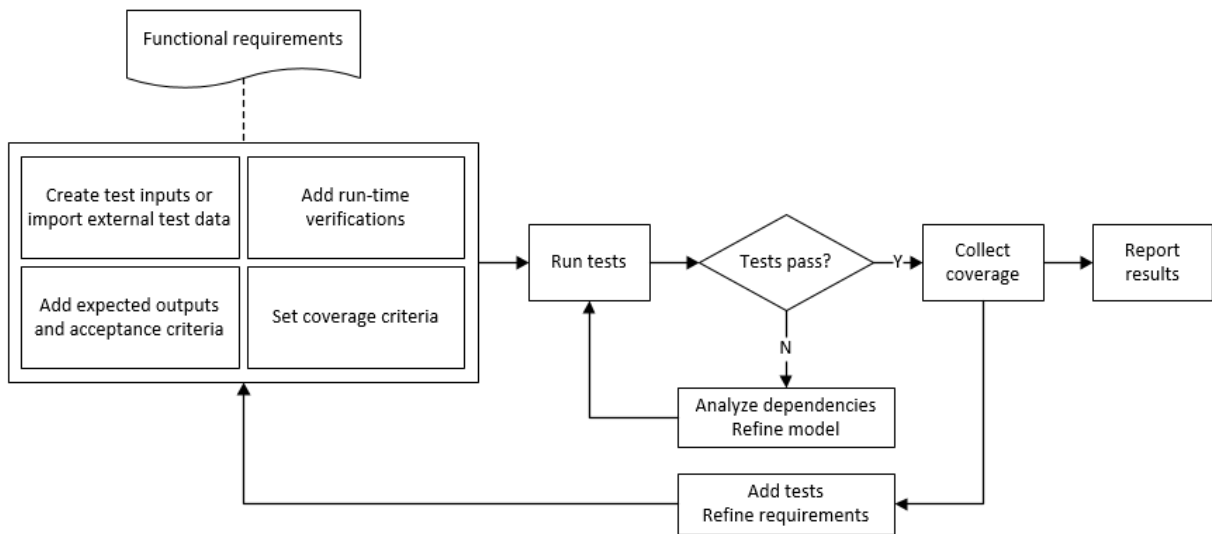 Functional requirements
Create test inputs or
import external test data
Add run-time
verifications
Add expected outputs
and acceptance criteria
Set coverage criteria
Run tests
Tests pass?
Y
Collect
coverage
Report
results
N
Analyze dependencies
Refine model
Add tests
Refine requirements